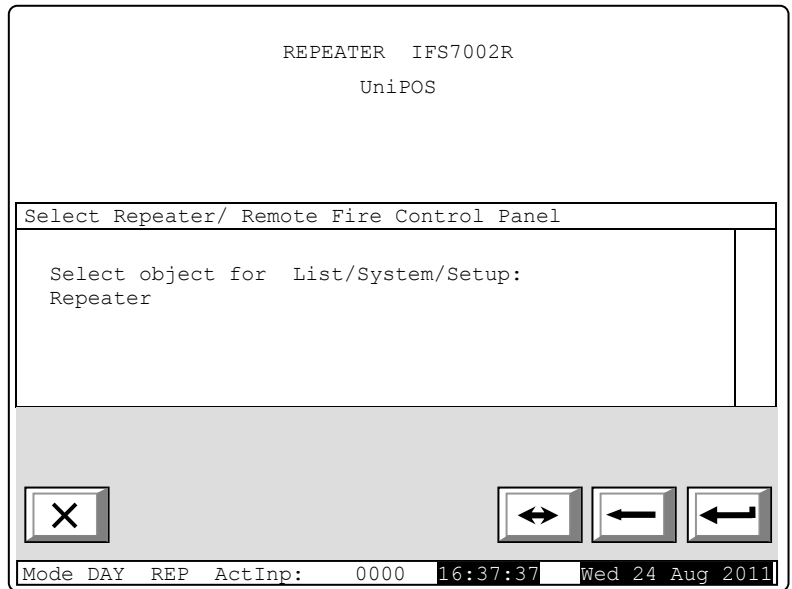 REPEATER IFS7002R
UniPOS
Select Repeater/ Remote Fire Control Panel
Select object for List/System/Setup:
Repeater
Mode DAY REP ActInp: 0000 16:37:37 Wed 24 Aug 2011